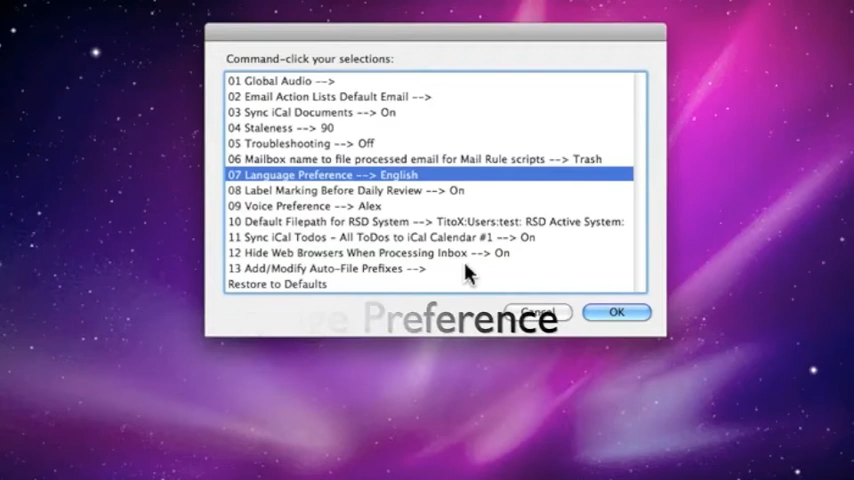 Command-click your selections:
01 Global Audio -->
02 Email Action Lists Default Email -->
03 Sync iCal Documents --> On
04 Staleness --> 90
05 Troubleshooting --> Off
06 Mailbox name to file processed email for Mail Rule scripts --> Trash
07 Language Preference --> English
08 Label Marking Before Daily Review --> On
09 Voice Preference --> Alex
10 Default Filepath for RSD System --> TitoX:Users:test: RSD Active System:
11 Sync iCal Todos - All ToDos to iCal Calendar #1 --> On
12 Hide Web Browsers When Processing Inbox --> On
13 Add/Modify Auto-File Prefixes -->
Restore to Defaults
Cancel OK
Preference